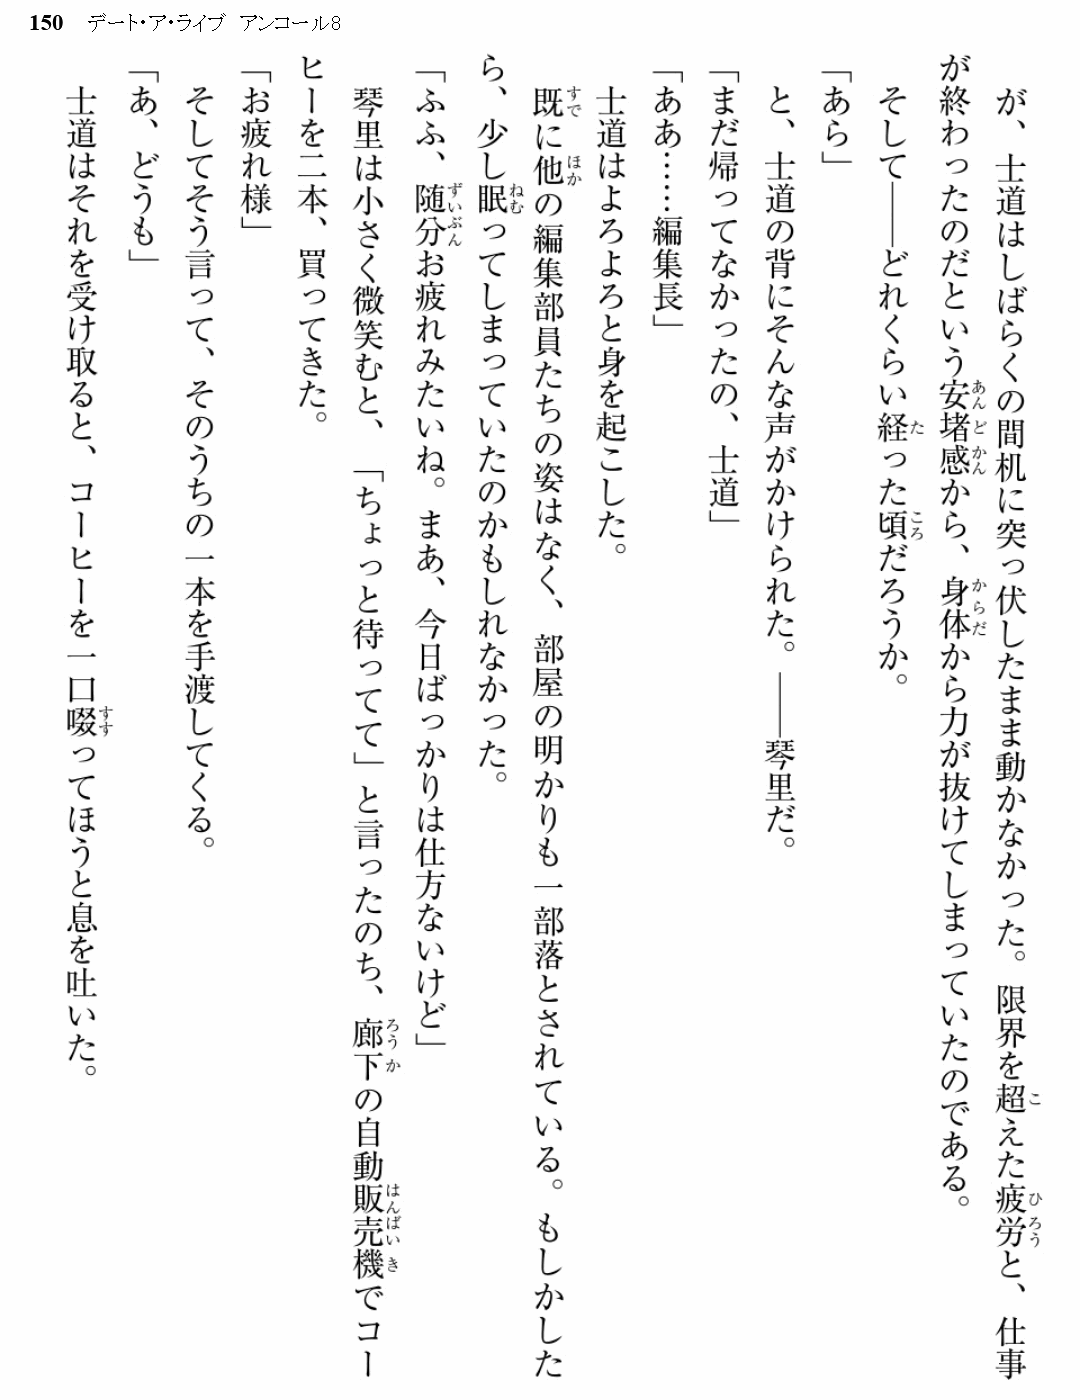 150 デート・ア・ライブ アンコール8
が、士道はしばらくの間机に突っ伏したまま動かなかった。限界を超えた疲労と、仕事
が終わったのだという安堵感から、身体から力が抜けてしまっていたのである。
そして――どれくらい経った頃だろうか。
「あら」
と、士道の背にそんな声がかけられた。――琴里だ。
「まだ帰ってなかったの、士道」
「ああ……編集長」
士道はよろよろと身を起こした。
既に他の編集部員たちの姿はなく、部屋の明かりも一部落とされている。もしかした
ら、少し眠ってしまっていたのかもしれなかった。
「ふふ、随分お疲れみたいね。まあ、今日ばっかりは仕方ないけど」
琴里は小さく微笑むと、「ちょっと待ってて」と言ったのち、廊下の自動販売機でコー
ヒーを二本、買ってきた。
「お疲れ様」
そしてそう言って、そのうちの一本を手渡してくる。
「あ、どうも」
士道はそれを受け取ると、コーヒーを一口啜ってほうと息を吐いた。